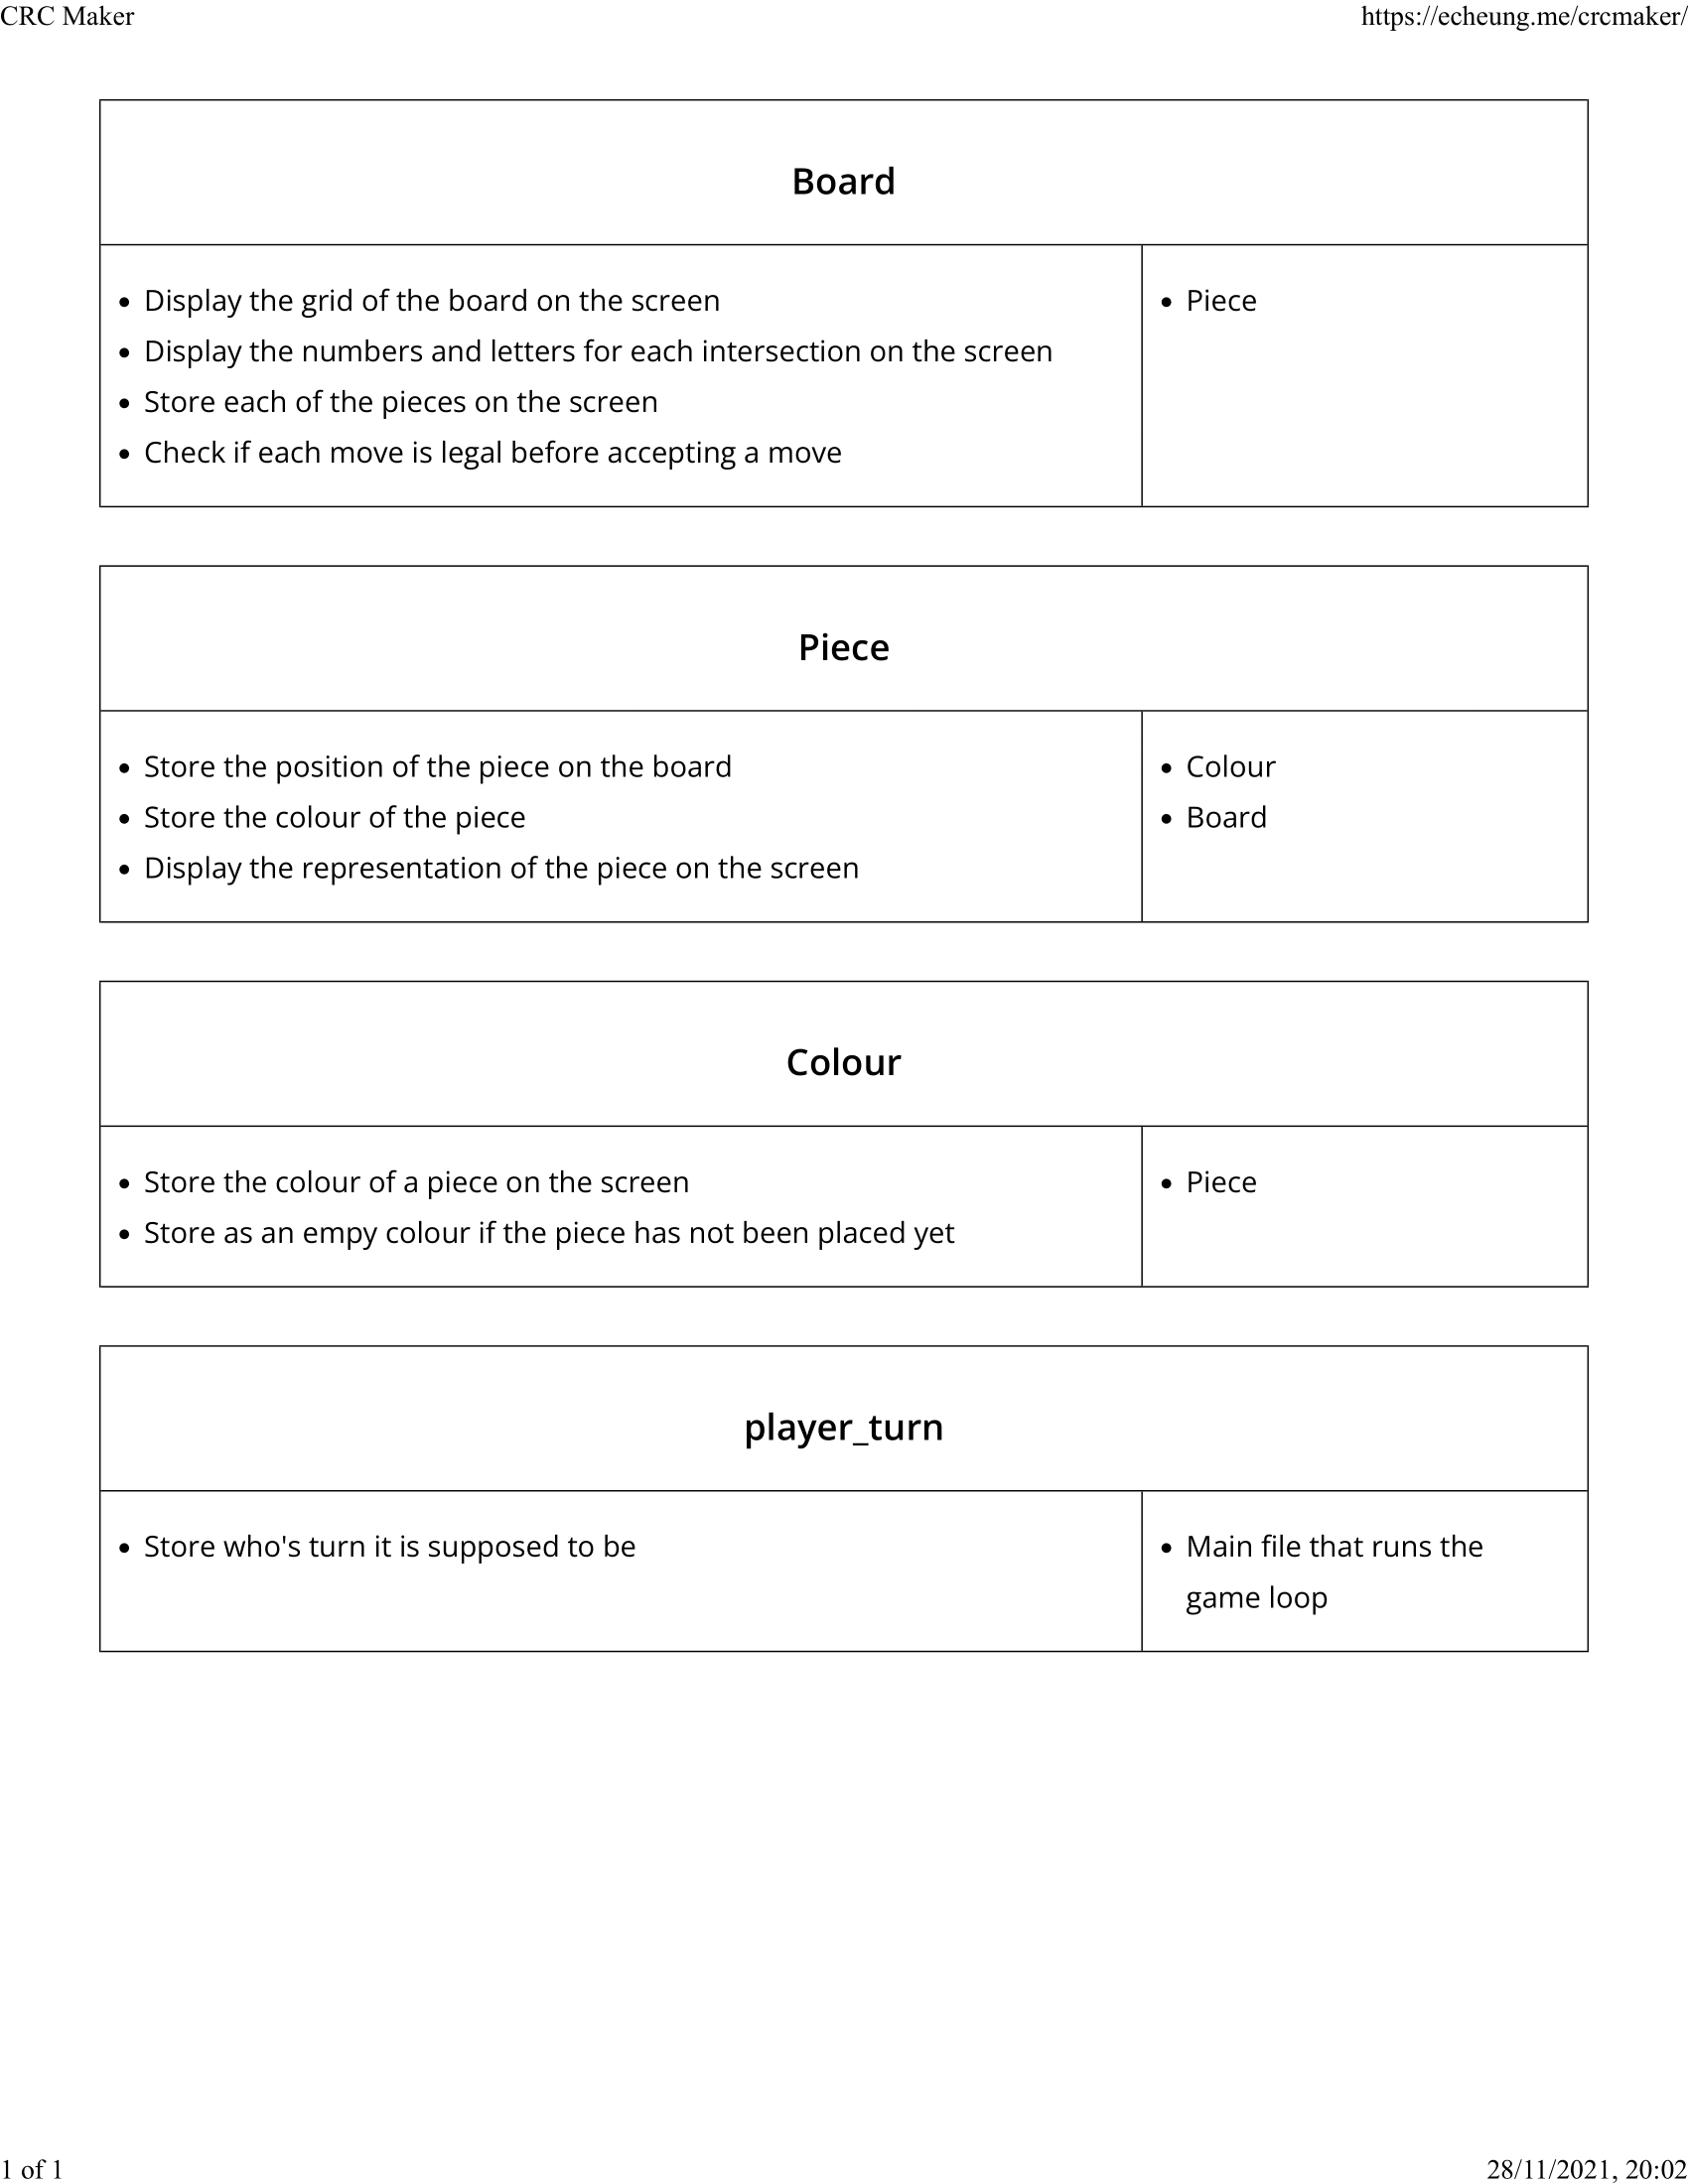 CRC Maker
https://echeung.me/crcmaker/
Board
Display the grid of the board on the screen
Display the numbers and letters for each intersection on the screen
Store each of the pieces on the screen
Check if each move is legal before accepting a move
Piece
Piece
Store the position of the piece on the board
Store the colour of the piece
Display the representation of the piece on the screen
Colour
Board
Colour
Store the colour of a piece on the screen
Store as an empy colour if the piece has not been placed yet
Piece
player_turn
Store who's turn it is supposed to be
Main file that runs the
game loop
1 of 1
28/11/2021, 20:02